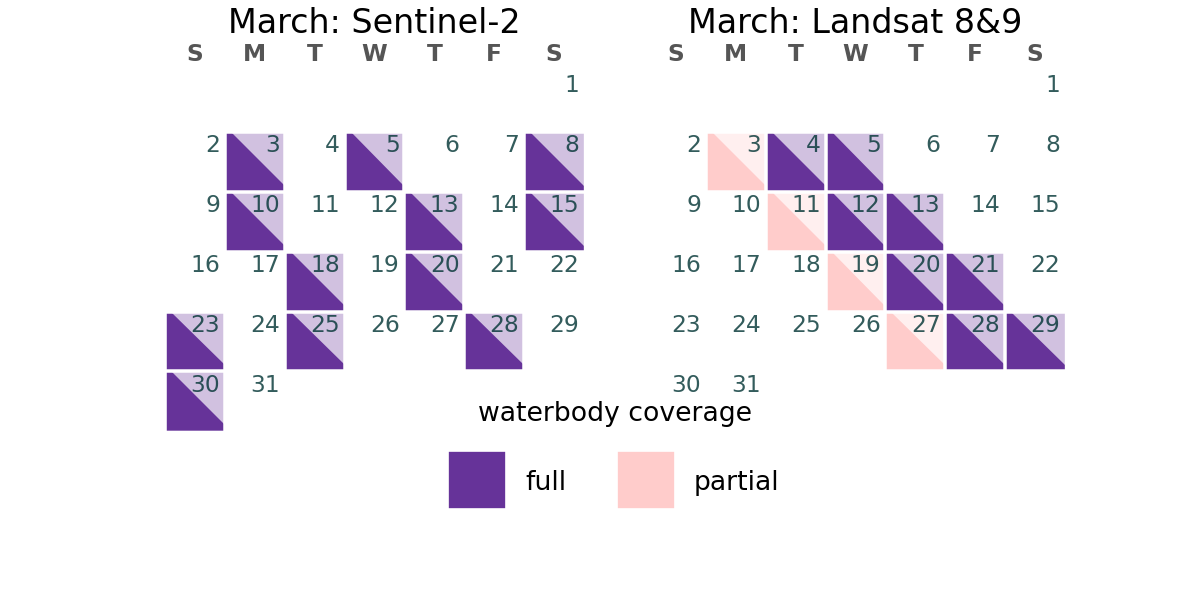 March: Sentinel-2
S M T W T F S
1
2 3 4 5 6 7 8
9 10 11 12 13 14 15
16 17 18 19 20 21 22
23 24 25 26 27 28 29
30 31
March: Landsat 8&9
S M T W T F S
1
2 3 4 5 6 7 8
9 10 11 12 13 14 15
16 17 18 19 20 21 22
23 24 25 26 27 28 29
30 31
waterbody coverage
full partial